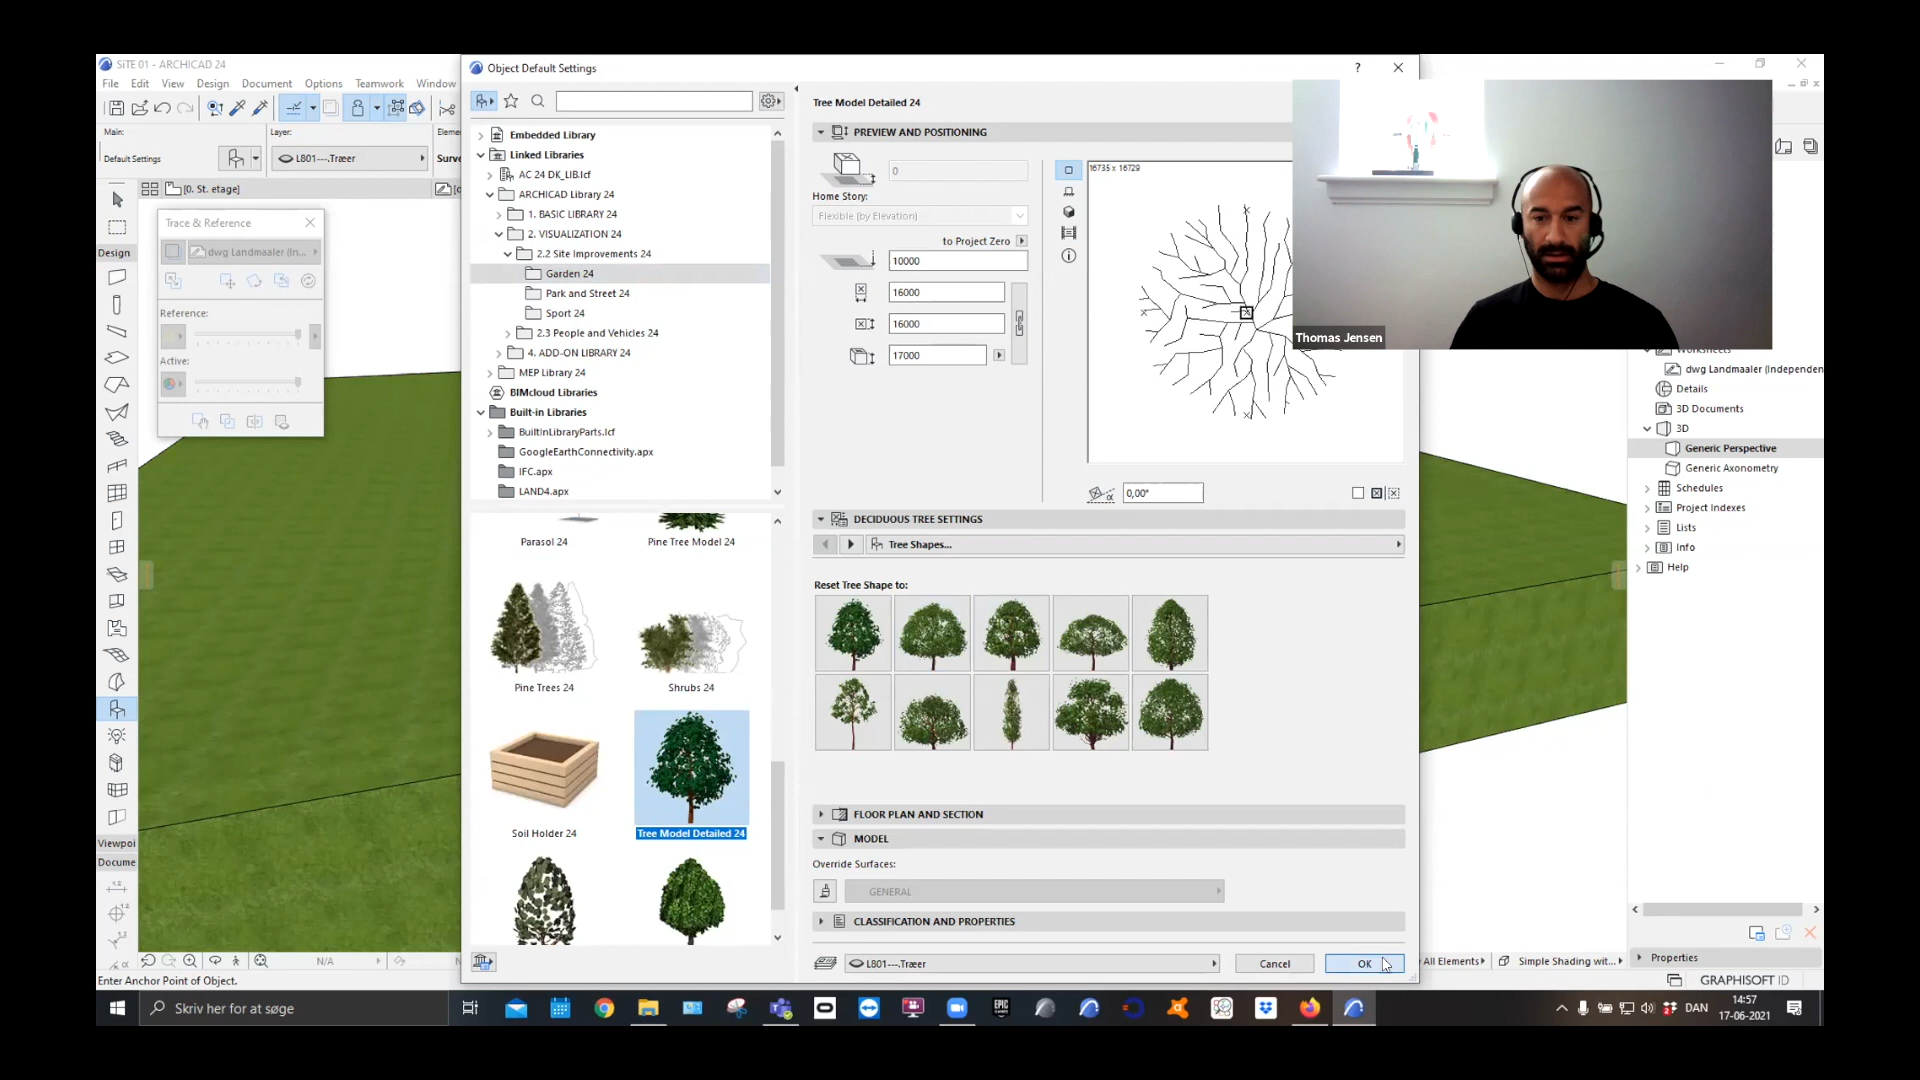 SiTE 01 - ARCHICAD 24
File Edit View Design Document Options Teamwork Window
Main:
Layer:
Eleme
Default Settings
L801---.Træer
Surve
[0. St. etage]
Design
Viewpoi
Docume
Trace & Reference
dwg Landmaaler (In...
Reference:
Active:
N/A
Enter Anchor Point of Object.
Object Default Settings
?
Embedded Library
Linked Libraries
AC 24 DK_LIB.lcf
ARCHICAD Library 24
1. BASIC LIBRARY 24
2. VISUALIZATION 24
2.2 Site Improvements 24
Garden 24
Park and Street 24
Sport 24
2.3 People and Vehicles 24
4. ADD-ON LIBRARY 24
MEP Library 24
BIMcloud Libraries
Built-in Libraries
BuiltinLibraryParts.lcf
GoogleEarthConnectivity.apx
IFC.apx
LAND4.apx
Parasol 24
Pine Tree Model 24
Pine Trees 24
Shrubs 24
Soil Holder 24
Tree Model Detailed 24
Tree Model Detailed 24
PREVIEW AND POSITIONING
0
Home Story:
Flexible (by Elevation)
to Project Zero
10000
16000
16000
17000
16735 x 16729
0,00°
DECIDUOUS TREE SETTINGS
Tree Shapes...
Reset Tree Shape to:
FLOOR PLAN AND SECTION
MODEL
Override Surfaces:
GENERAL
CLASSIFICATION AND PROPERTIES
L801---.Træer
Cancel
OK
Thomas Jensen
Worksheets
dwg Landmaaler (Independen
Details
3D Documents
3D
Generic Perspective
Generic Axonometry
Schedules
Project Indexes
Lists
Info
Help
All Elements
Simple Shading wit...
Properties
GRAPHISOFT ID
Skriv her for at søge
EPIC GAMES
DAN
14:57
17-06-2021